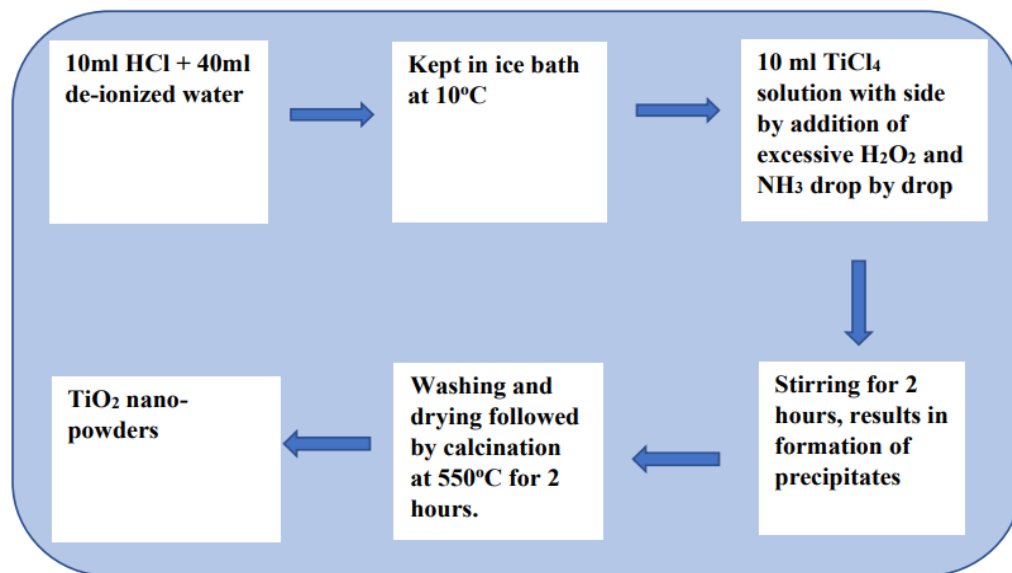 10ml HCl + 40ml
de-ionized water
Kept in ice bath
at 10°C
10 ml TiCl₄
solution with side
by addition of
excessive H₂O₂ and
NH₃ drop by drop
Stirring for 2
hours, results in
formation of
precipitates
Washing and
drying followed
by calcination
at 550°C for 2
hours.
TiO₂ nano-
powders